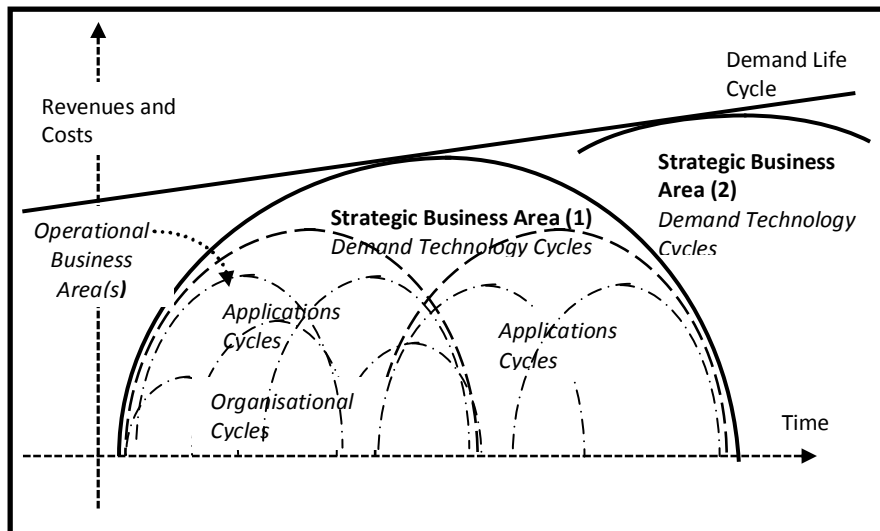 Demand Life
Cycle
Revenues and
Costs
Strategic Business
Area (2)
Demand Technology
Cycles
Strategic Business Area (1)
Demand Technology Cycles
Operational
Business
Area(s)
Applications
Cycles
Applications
Cycles
Organisational
Cycles
Time